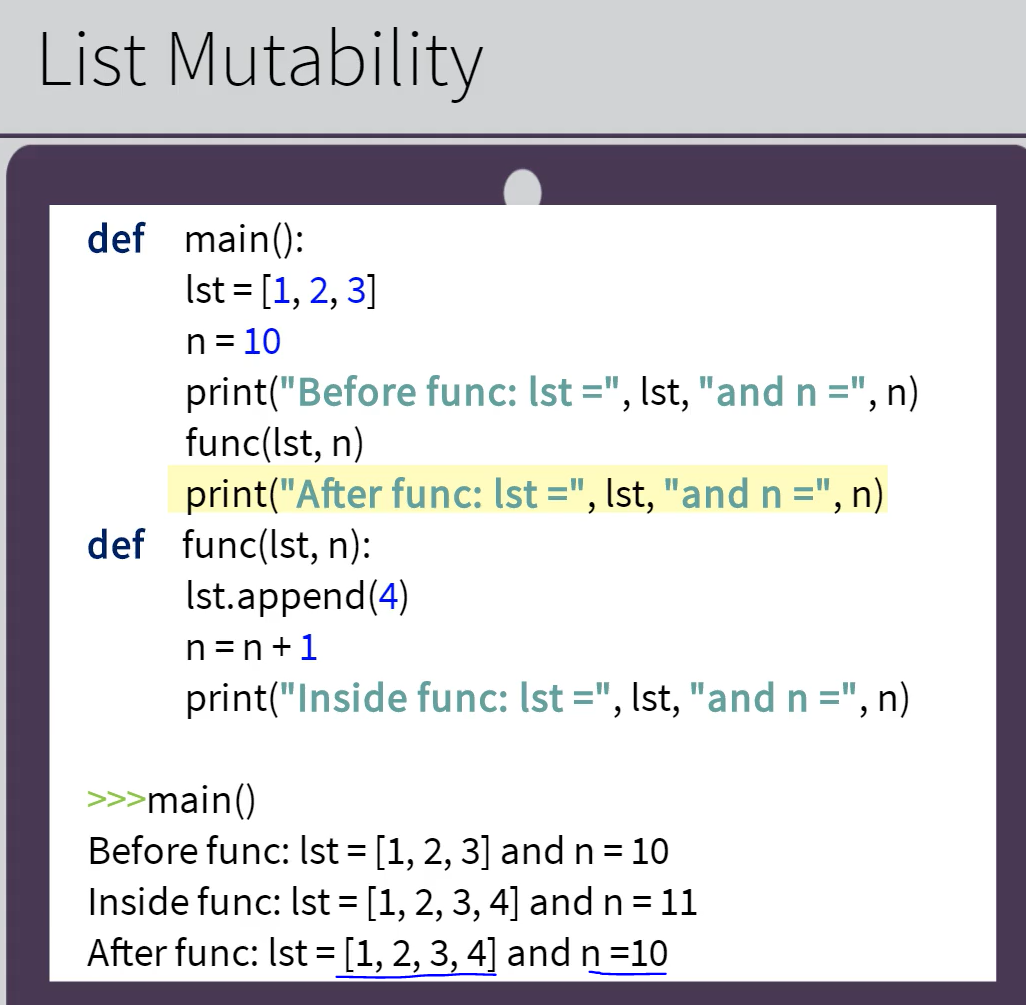 List Mutability
def main():
lst = [1, 2, 3]
n = 10
print("Before func: lst =", lst, "and n =", n)
func(lst, n)
print("After func: lst =", lst, "and n =", n)
def func(lst, n):
lst.append(4)
n = n + 1
print("Inside func: lst =", lst, "and n =", n)
>>>main()
Before func: lst = [1, 2, 3] and n = 10
Inside func: lst = [1, 2, 3, 4] and n = 11
After func: lst = [1, 2, 3, 4] and n =10